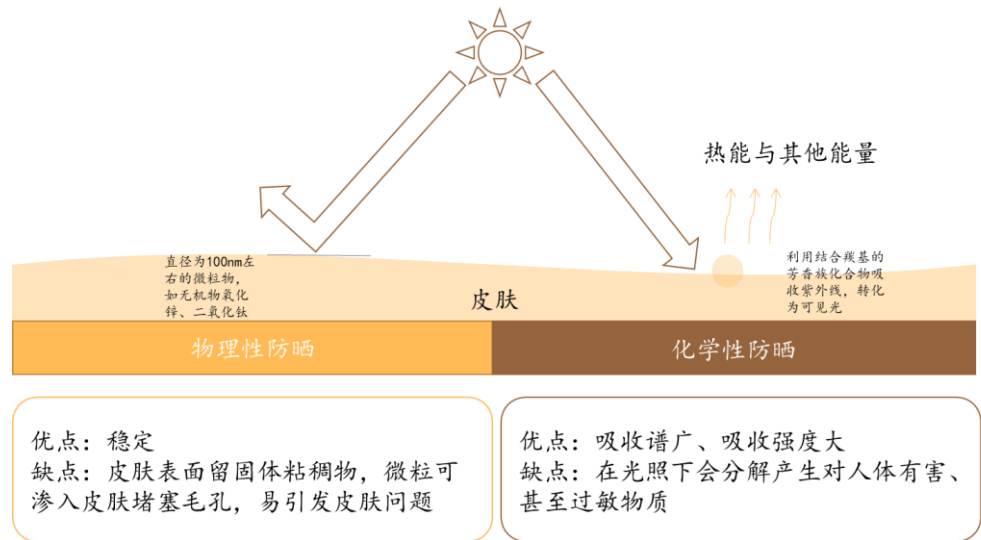 热能与其他能量
直径为100nm左
右的微粒物，
如无机物氧化
锌、二氧化钛
利用结合羰基的
芳香族化合物吸
收紫外线，转化
为可见光
皮肤
物理性防晒
化学性防晒
优点：稳定
缺点：皮肤表面留固体粘稠物，微粒可
渗入皮肤堵塞毛孔，易引发皮肤问题
优点：吸收谱广、吸收强度大
缺点：在光照下会分解产生对人体有害、
甚至过敏物质